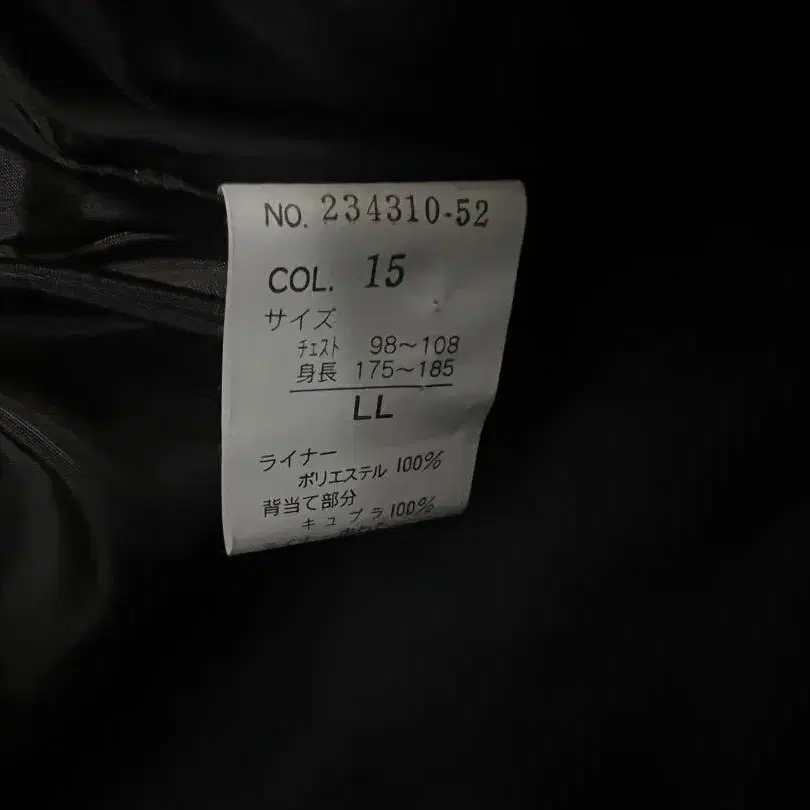 NO. 234310-52
COL. 15
サイズ
ﾁｪｽﾄ 98〜108
身長 175〜185
LL
ライナー
ポリエステル 100%
背当て部分
キュプラ 100%